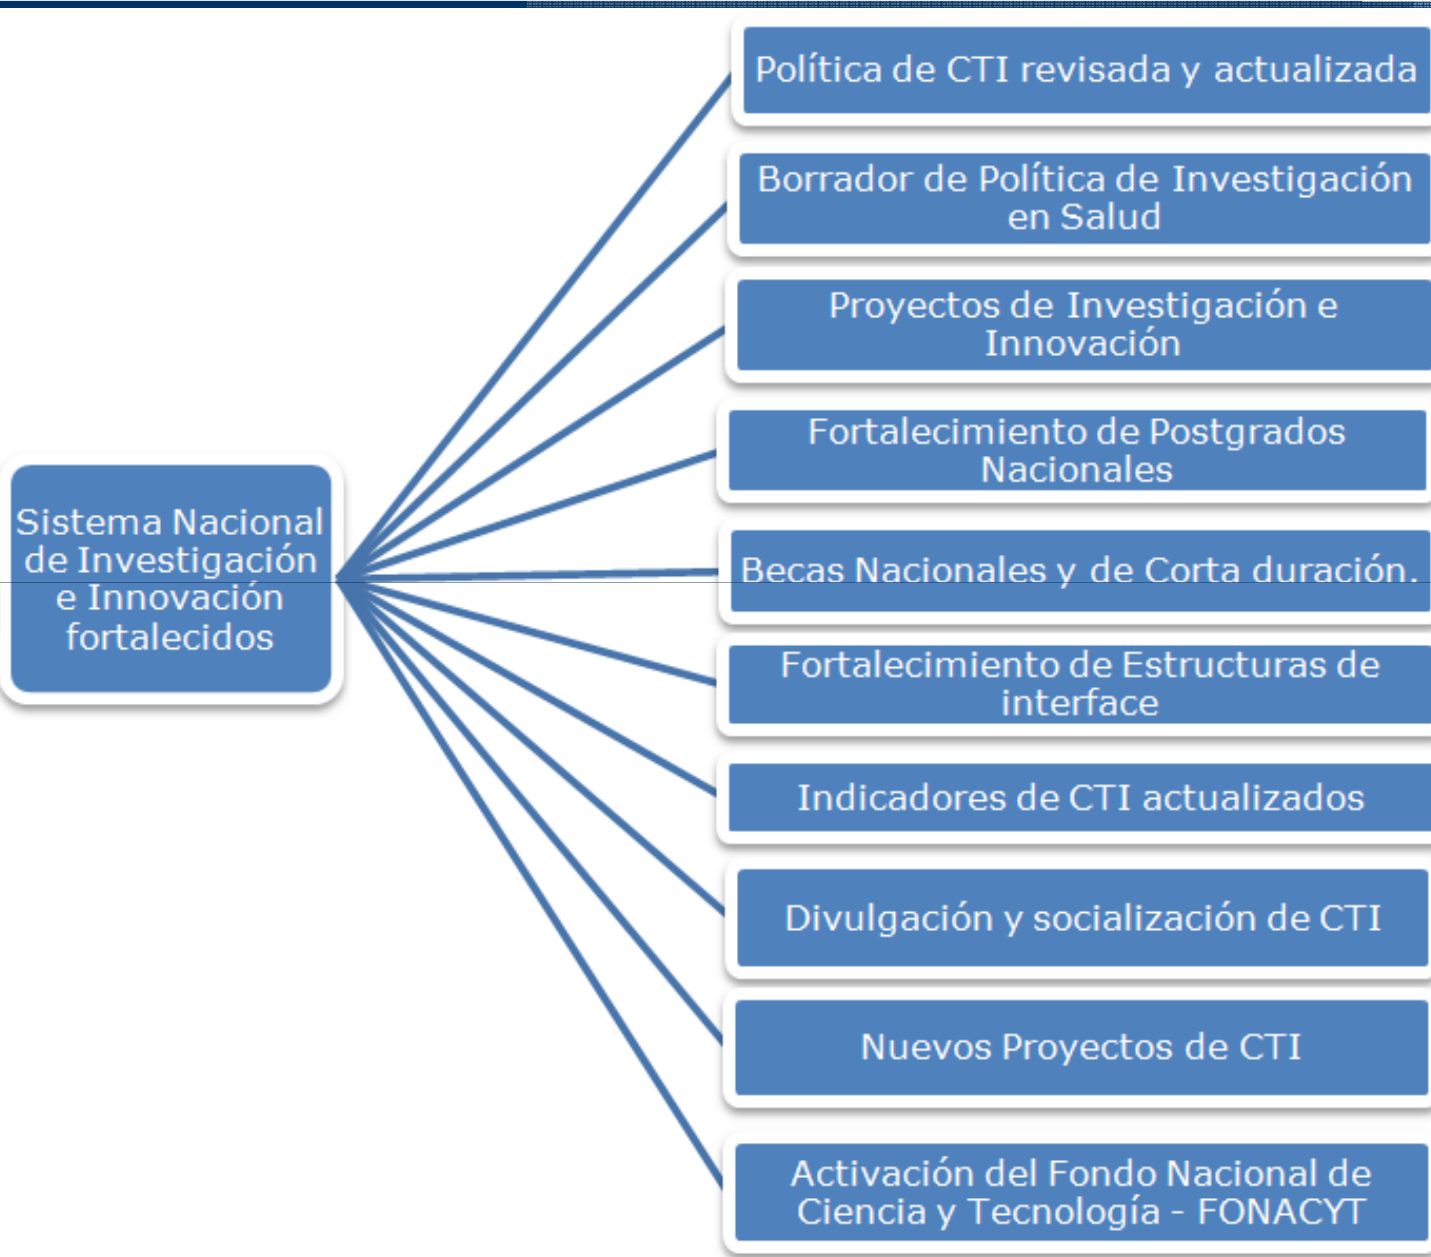 Política de CTI revisada y actualizada
Borrador de Política de Investigación
en Salud
Proyectos de Investigación e
Innovación
Fortalecimiento de Postgrados
Nacionales
Sistema Nacional
de Investigación
e Innovación
fortalecidos
Becas Nacionales y de Corta duración.
Fortalecimiento de Estructuras de
interface
Indicadores de CTI actualizados
Divulgación y socialización de CTI
Nuevos Proyectos de CTI
Activación del Fondo Nacional de
Ciencia y Tecnología - FONACYT